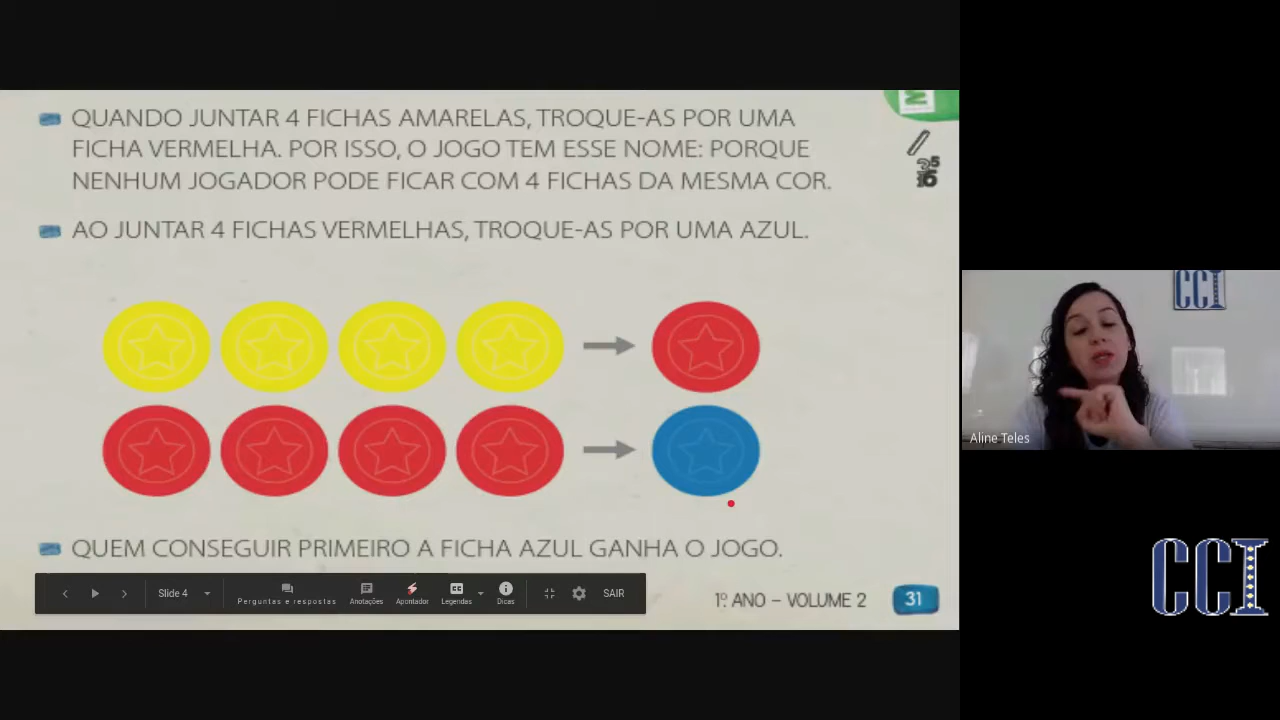 QUANDO JUNTAR 4 FICHAS AMARELAS, TROQUE-AS POR UMA
FICHA VERMELHA. POR ISSO, O JOGO TEM ESSE NOME: PORQUE
NENHUM JOGADOR PODE FICAR COM 4 FICHAS DA MESMA COR.
AO JUNTAR 4 FICHAS VERMELHAS, TROQUE-AS POR UMA AZUL.
QUEM CONSEGUIR PRIMEIRO A FICHA AZUL GANHA O JOGO.
Slide 4
Perguntas e respostas
Anotações
Apontador
CC
Legendas
Dicas
SAIR
1º. ANO – VOLUME 2
31
CCI
Aline Teles
CCI